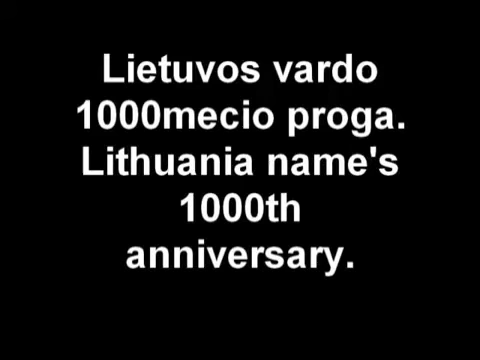 Lietuvos vardo
1000mecio proga.
Lithuania name's
1000th
anniversary.